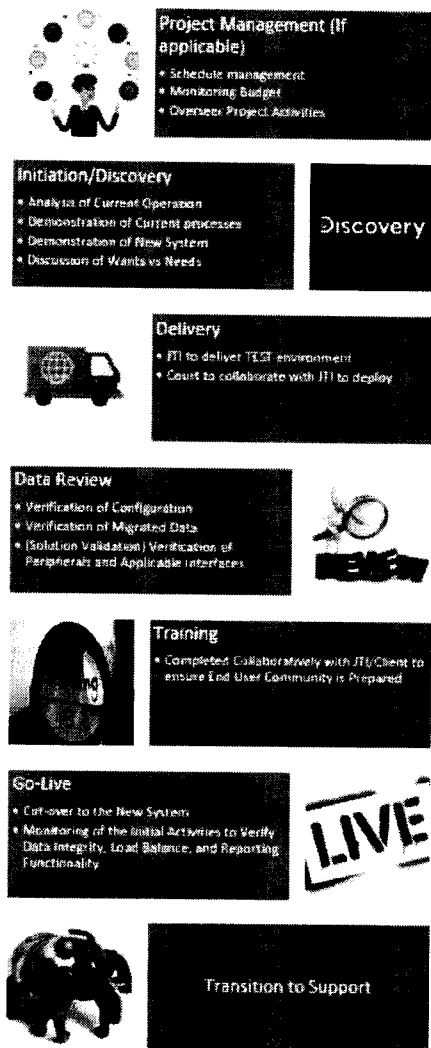 Project Management (If
applicable)
• Schedule management
• Monitoring Budget
• Oversee Project Activities
Initiation/Discovery
• Analysis of Current Operation
• Demonstration of Current processes
• Demonstration of New System
• Discussion of Wants vs Needs
Discovery
Delivery
• JTI to deliver TEST environment
• Court to collaborate with JTI to deploy
Data Review
• Verification of Configuration
• Verification of Migrated Data
• (Solution Validation) Verification of
Peripherals and Applicable interfaces
Training
• Completed Collaboratively with JTI/Client to
ensure End User Community is Prepared
Go-Live
• Cut-over to the New System
• Monitoring of the Initial Activities to Verify
Data Integrity, Load Balance, and Reporting
Functionality
LIVE
Transition to Support